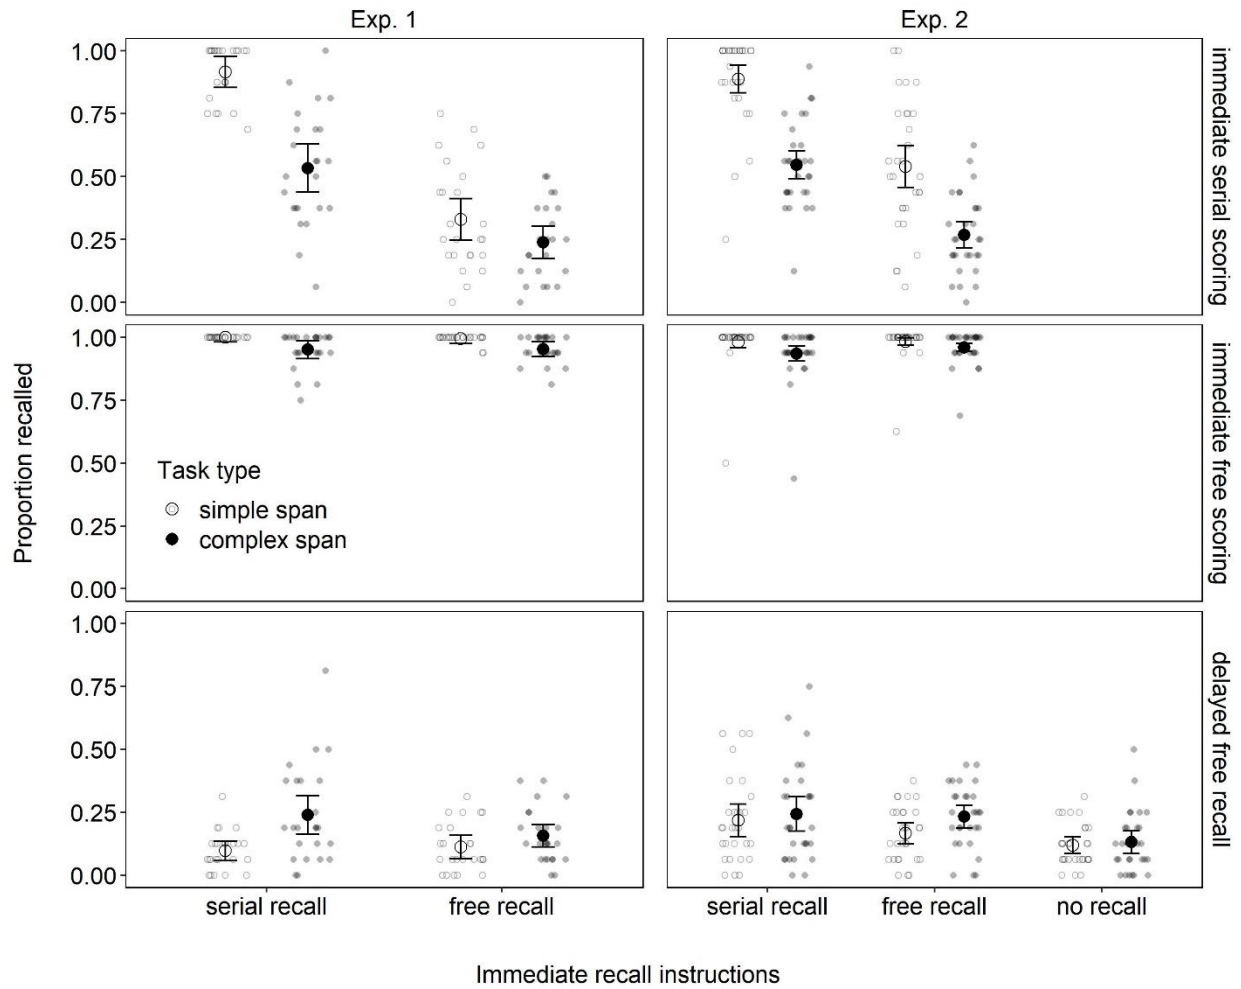 Exp. 1
Exp. 2
Proportion recalled
1.00
0.75
0.50
0.25
0.00
immediate serial scoring
1.00
0.75
0.50
0.25
0.00
Task type
simple span
complex span
immediate free scoring
1.00
0.75
0.50
0.25
0.00
delayed free recall
serial recall
free recall
serial recall
free recall
no recall
Immediate recall instructions